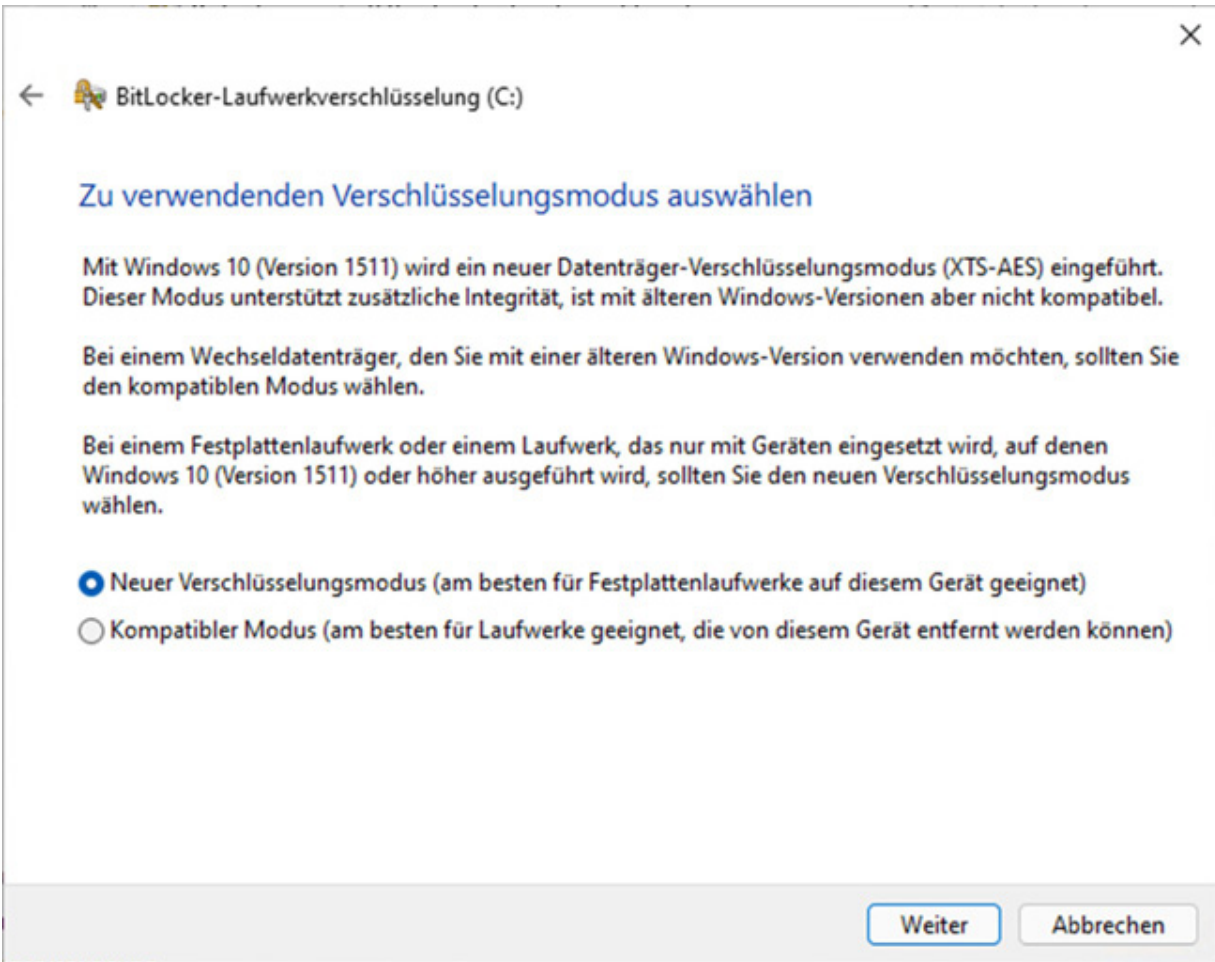 BitLocker-Laufwerkverschlüsselung (C:)
Zu verwendenden Verschlüsselungsmodus auswählen
Mit Windows 10 (Version 1511) wird ein neuer Datenträger-Verschlüsselungsmodus (XTS-AES) eingeführt.
Dieser Modus unterstützt zusätzliche Integrität, ist mit älteren Windows-Versionen aber nicht kompatibel.
Bei einem Wechseldatenträger, den Sie mit einer älteren Windows-Version verwenden möchten, sollten Sie
den kompatiblen Modus wählen.
Bei einem Festplattenlaufwerk oder einem Laufwerk, das nur mit Geräten eingesetzt wird, auf denen
Windows 10 (Version 1511) oder höher ausgeführt wird, sollten Sie den neuen Verschlüsselungsmodus
wählen.
Neuer Verschlüsselungsmodus (am besten für Festplattenlaufwerke auf diesem Gerät geeignet)
Kompatibler Modus (am besten für Laufwerke geeignet, die von diesem Gerät entfernt werden können)
Weiter Abbrechen